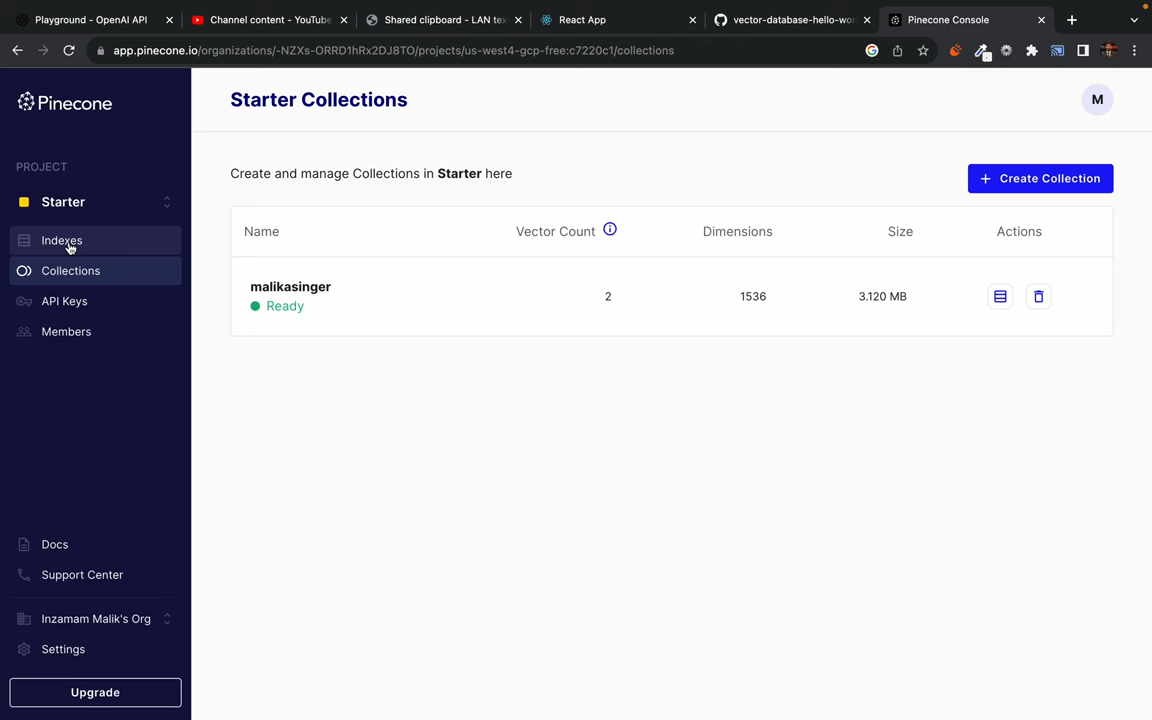 Playground - OpenAI API
Channel content - YouTube
Shared clipboard - LAN tex
React App
vector-database-hello-wor
Pinecone Console
app.pinecone.io/organizations/-NZXs-ORRD1hRx2DJ8TO/projects/us-west4-gcp-free:c7220c1/collections
Pinecone
Starter Collections
M
PROJECT
Starter
Indexes
Collections
API Keys
Members
Create and manage Collections in Starter here
+ Create Collection
Name Vector Count Dimensions Size Actions
malikasinger
Ready
2 1536 3.120 MB
Docs
Support Center
Inzamam Malik's Org
Settings
Upgrade